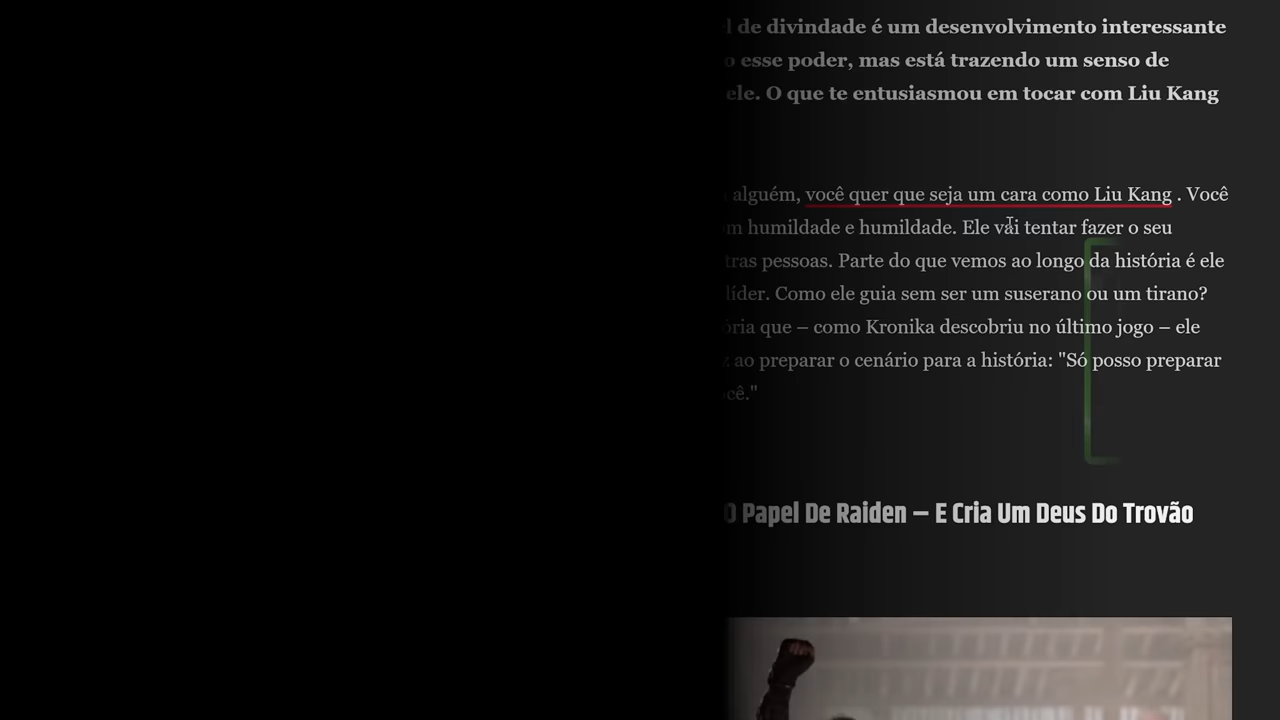 de divindade é um desenvolvimento interessante
esse poder, mas está trazendo um senso de
ele. O que te entusiasmou em tocar com Liu Kang
alguém, você quer que seja um cara como Liu Kang . Você
humildade e humildade. Ele vai tentar fazer o seu
pessoas. Parte do que vemos ao longo da história é ele
líder. Como ele guia sem ser um suserano ou um tirano?
que – como Kronika descobriu no último jogo – ele
ao preparar o cenário para a história: "Só posso preparar
O Papel De Raiden – E Cria Um Deus Do Trovão